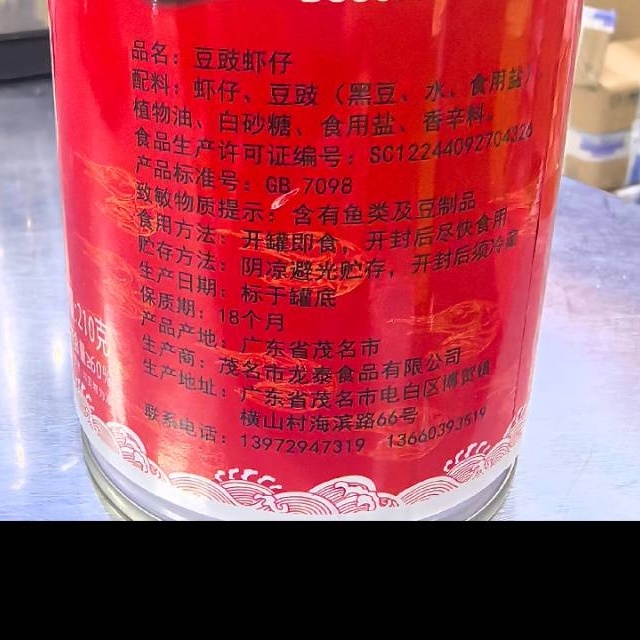 品名：豆豉虾仔
配料：虾仔、豆豉（黑豆、水、食用盐）、
植物油、白砂糖、食用盐、香辛料。
食品生产许可证编号：SC12244092704326
产品标准号：GB 7098
致敏物质提示：含有鱼类及豆制品
食用方法：开罐即食，开封后尽快食用
贮存方法：阴凉避光贮存，开封后须冷藏
生产日期：标于罐底
保质期：18个月
产品产地：广东省茂名市
生产商：茂名市龙泰食品有限公司
生产地址：广东省茂名市电白区博贺镇
横山村海滨路66号
联系电话：13972947319 13660393519
210克